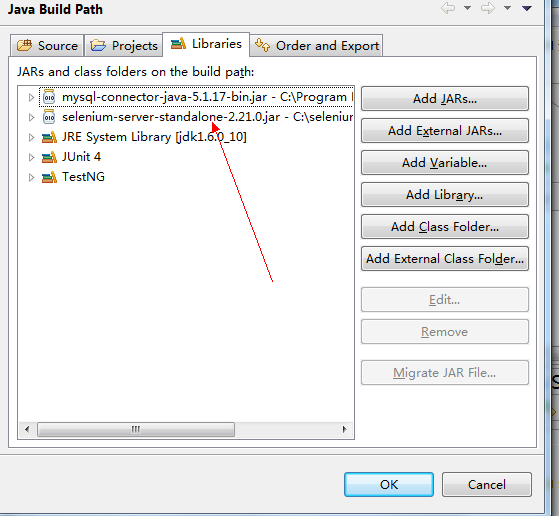 Java Build Path
Source
Projects
Libraries
Order and Export
JARs and class folders on the build path:
mysql-connector-java-5.1.17-bin.jar - C:\Program
selenium-server-standalone-2.21.0.jar - C:\seleniu
JRE System Library [jdk1.6.0_10]
JUnit 4
TestNG
Add JARs...
Add External JARs...
Add Variable...
Add Library...
Add Class Folder...
Add External Class Folder...
Edit...
Remove
Migrate JAR File...
OK
Cancel